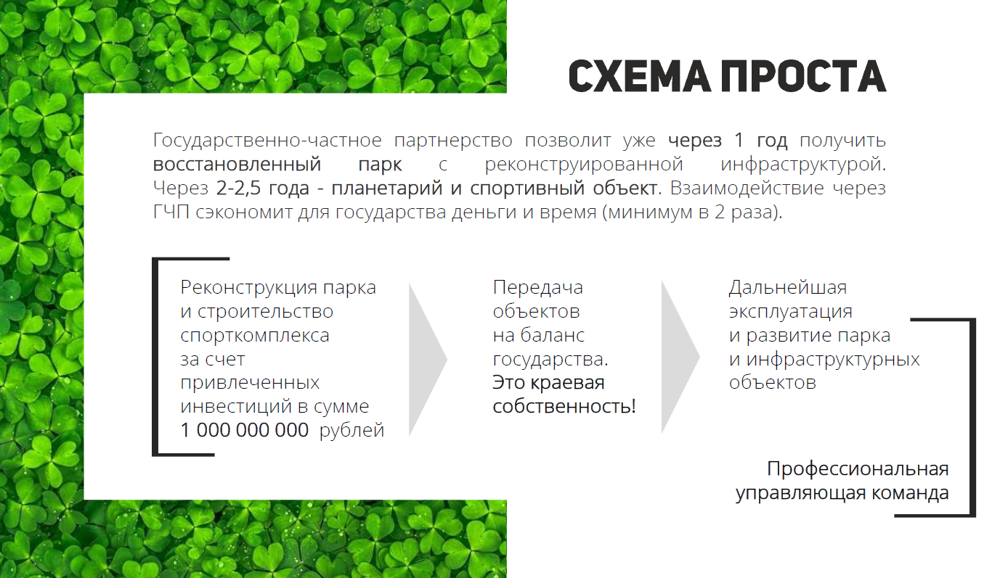 СХЕМА ПРОСТА
Государственно-частное партнерство позволит уже через 1 год получить
восстановленный парк с реконструированной инфраструктурой.
Через 2-2,5 года - планетарий и спортивный объект. Взаимодействие через
ГЧП сэкономит для государства деньги и время (минимум в 2 раза).
Реконструкция парка
и строительство
спорткомплекса
за счет
привлеченных
инвестиций в сумме
1 000 000 000 рублей
Передача
объектов
на баланс
государства.
Это краевая
собственность!
Дальнейшая
эксплуатация
и развитие парка
и инфраструктурных
объектов
Профессиональная
управляющая команда